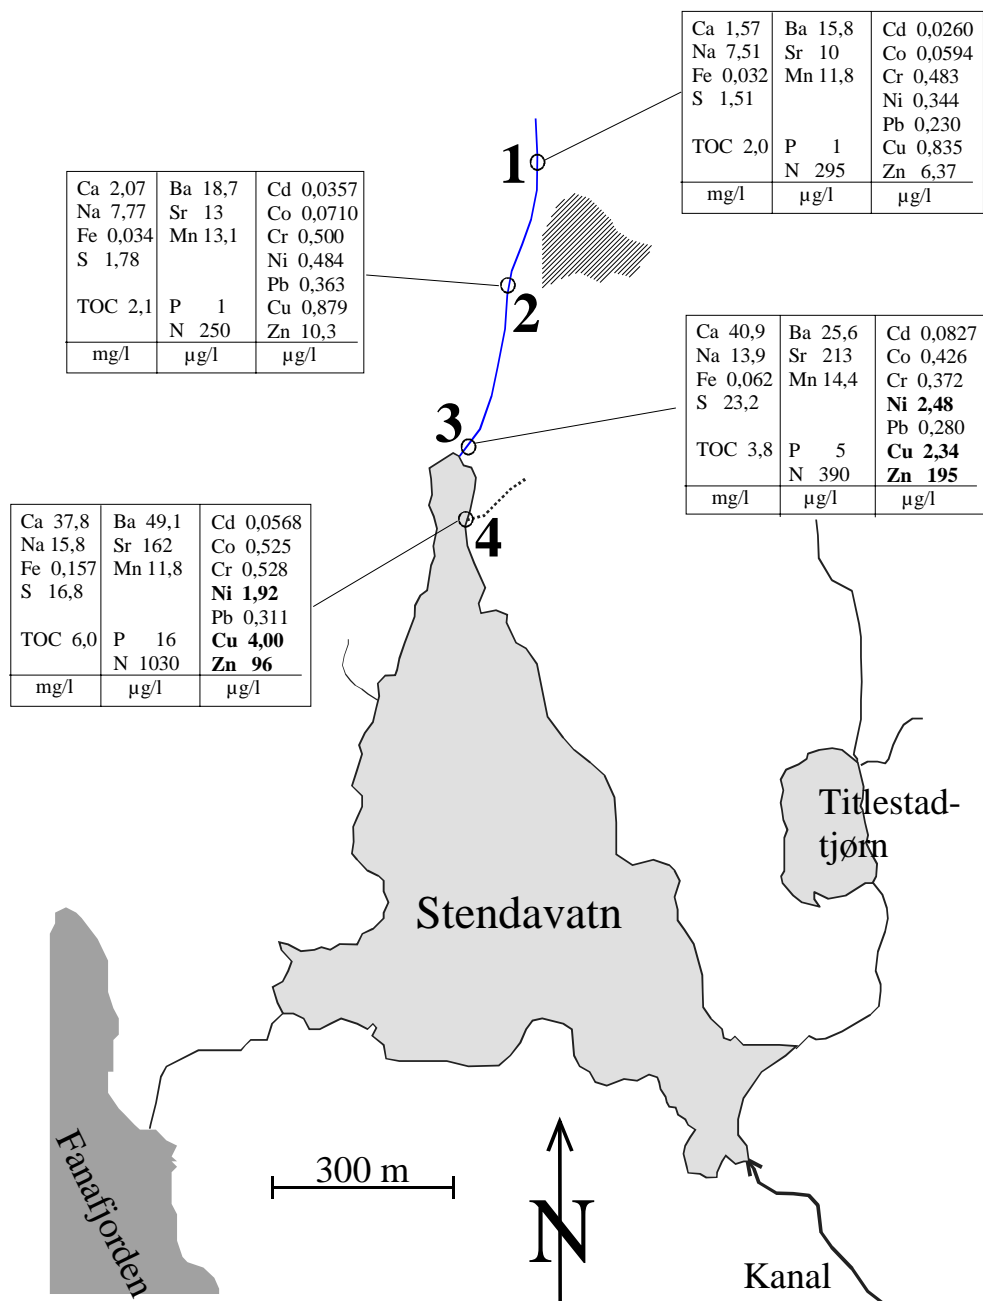 Ca 1,57 Ba 15,8 Cd 0,0260
Na 7,51 Sr 10 Co 0,0594
Fe 0,032 Mn 11,8 Cr 0,483
S 1,51 Ni 0,344
Pb 0,230
TOC 2,0 P 1 Cu 0,835
N 295 Zn 6,37
mg/l µg/l µg/l
1
Ca 2,07 Ba 18,7 Cd 0,0357
Na 7,77 Sr 13 Co 0,0710
Fe 0,034 Mn 13,1 Cr 0,500
S 1,78 Ni 0,484
Pb 0,363
TOC 2,1 P 1 Cu 0,879
N 250 Zn 10,3
mg/l µg/l µg/l
2
Ca 40,9 Ba 25,6 Cd 0,0827
Na 13,9 Sr 213 Co 0,426
Fe 0,062 Mn 14,4 Cr 0,372
S 23,2 Ni 2,48
Pb 0,280
TOC 3,8 P 5 Cu 2,34
N 390 Zn 195
mg/l µg/l µg/l
3
Ca 37,8 Ba 49,1 Cd 0,0568
Na 15,8 Sr 162 Co 0,525
Fe 0,157 Mn 11,8 Cr 0,528
S 16,8 Ni 1,92
Pb 0,311
TOC 6,0 P 16 Cu 4,00
N 1030 Zn 96
mg/l µg/l µg/l
4
Titlestad-
tjørn
Stendavatn
Fanafjorden
300 m
N
Kanal